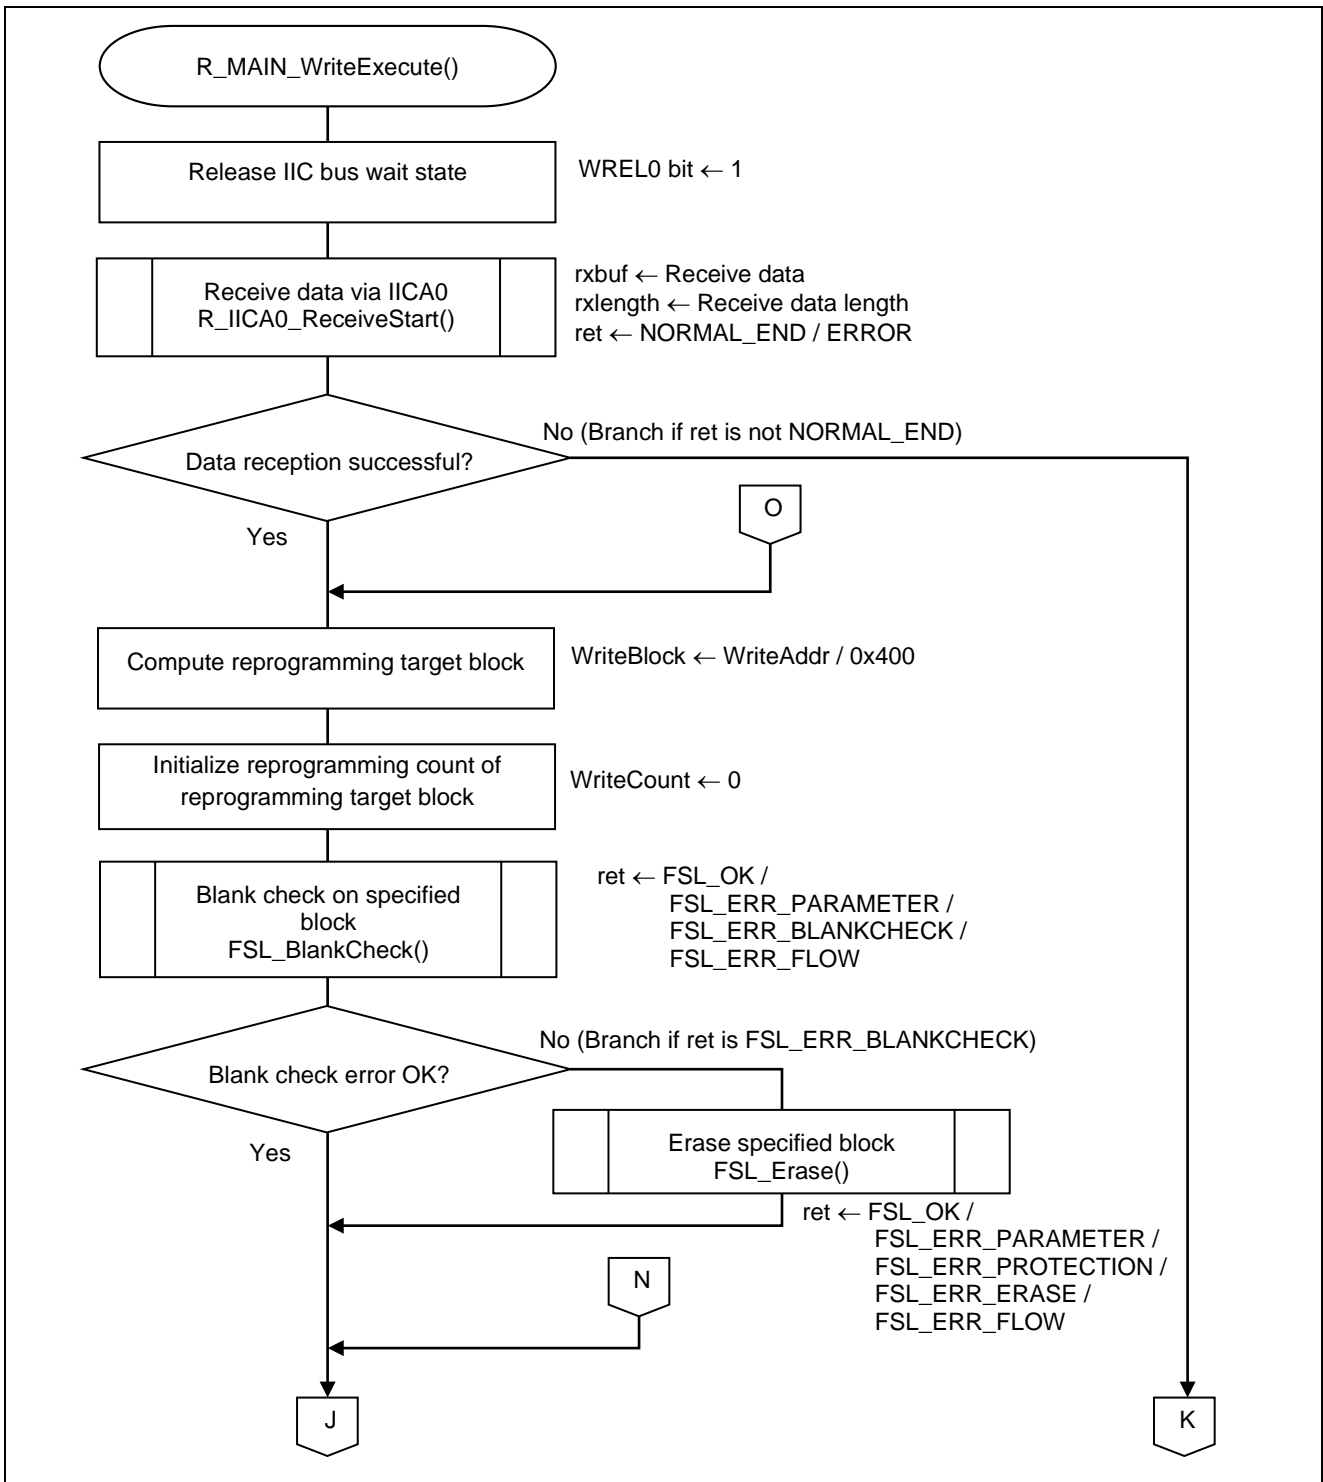 R_MAIN_WriteExecute()
Release IIC bus wait state
WREL0 bit ← 1
Receive data via IICA0
R_IICA0_ReceiveStart()
rxbuf ← Receive data
rxlength ← Receive data length
ret ← NORMAL_END / ERROR
No (Branch if ret is not NORMAL_END)
Data reception successful?
O
Yes
Compute reprogramming target block
WriteBlock ← WriteAddr / 0x400
Initialize reprogramming count of
reprogramming target block
WriteCount ← 0
Blank check on specified
block
FSL_BlankCheck()
ret ← FSL_OK /
FSL_ERR_PARAMETER /
FSL_ERR_BLANKCHECK /
FSL_ERR_FLOW
No (Branch if ret is FSL_ERR_BLANKCHECK)
Blank check error OK?
Yes
Erase specified block
FSL_Erase()
ret ← FSL_OK /
FSL_ERR_PARAMETER /
FSL_ERR_PROTECTION /
FSL_ERR_ERASE /
FSL_ERR_FLOW
N
J
K